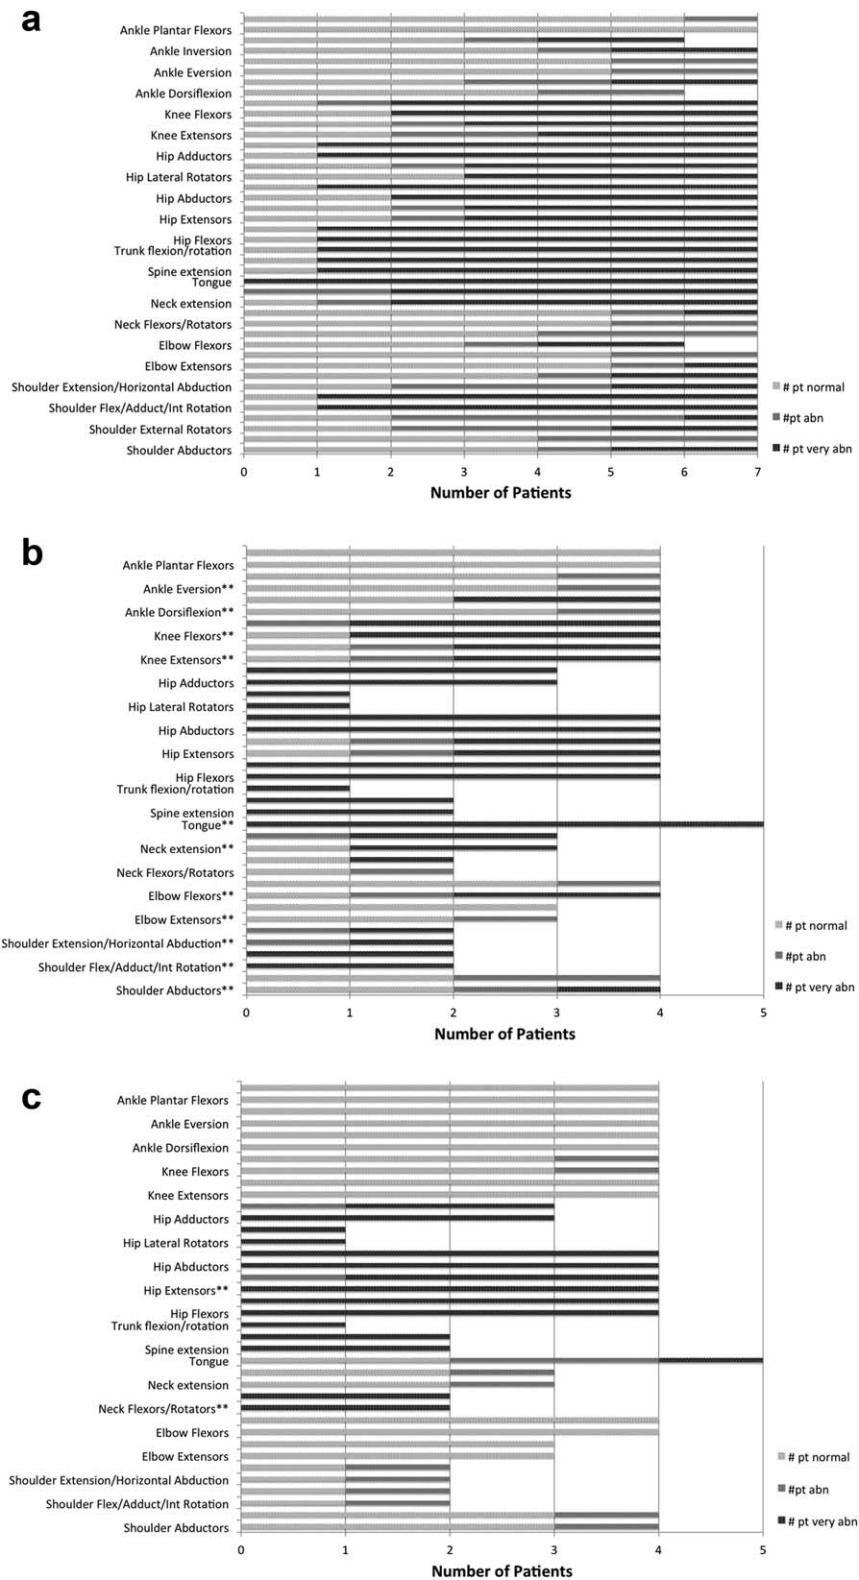 a
Ankle Plantar Flexors
Ankle Inversion
Ankle Eversion
Ankle Dorsiflexion
Knee Flexors
Knee Extensors
Hip Adductors
Hip Lateral Rotators
Hip Abductors
Hip Extensors
Hip Flexors
Trunk flexion/rotation
Spine extension
Tongue
Neck extension
Neck Flexors/Rotators
Elbow Flexors
Elbow Extensors
Shoulder Extension/Horizontal Abduction
Shoulder Flex/Adduct/Int Rotation
Shoulder External Rotators
Shoulder Abductors
# pt normal
#pt abn
# pt very abn
0 1 2 3 4 5 6 7
Number of Patients
b
Ankle Plantar Flexors
Ankle Eversion**
Ankle Dorsiflexion**
Knee Flexors**
Knee Extensors**
Hip Adductors
Hip Lateral Rotators
Hip Abductors
Hip Extensors
Hip Flexors
Trunk flexion/rotation
Spine extension
Tongue**
Neck extension**
Neck Flexors/Rotators
Elbow Flexors**
Elbow Extensors**
Shoulder Extension/Horizontal Abduction**
Shoulder Flex/Adduct/Int Rotation**
Shoulder Abductors**
# pt normal
#pt abn
# pt very abn
0 1 2 3 4 5
Number of Patients
c
Ankle Plantar Flexors
Ankle Eversion
Ankle Dorsiflexion
Knee Flexors
Knee Extensors
Hip Adductors
Hip Lateral Rotators
Hip Abductors
Hip Extensors**
Hip Flexors
Trunk flexion/rotation
Spine extension
Tongue
Neck extension
Neck Flexors/Rotators**
Elbow Flexors
Elbow Extensors
Shoulder Extension/Horizontal Abduction
Shoulder Flex/Adduct/Int Rotation
Shoulder Abductors
# pt normal
#pt abn
# pt very abn
0 1 2 3 4 5
Number of Patients